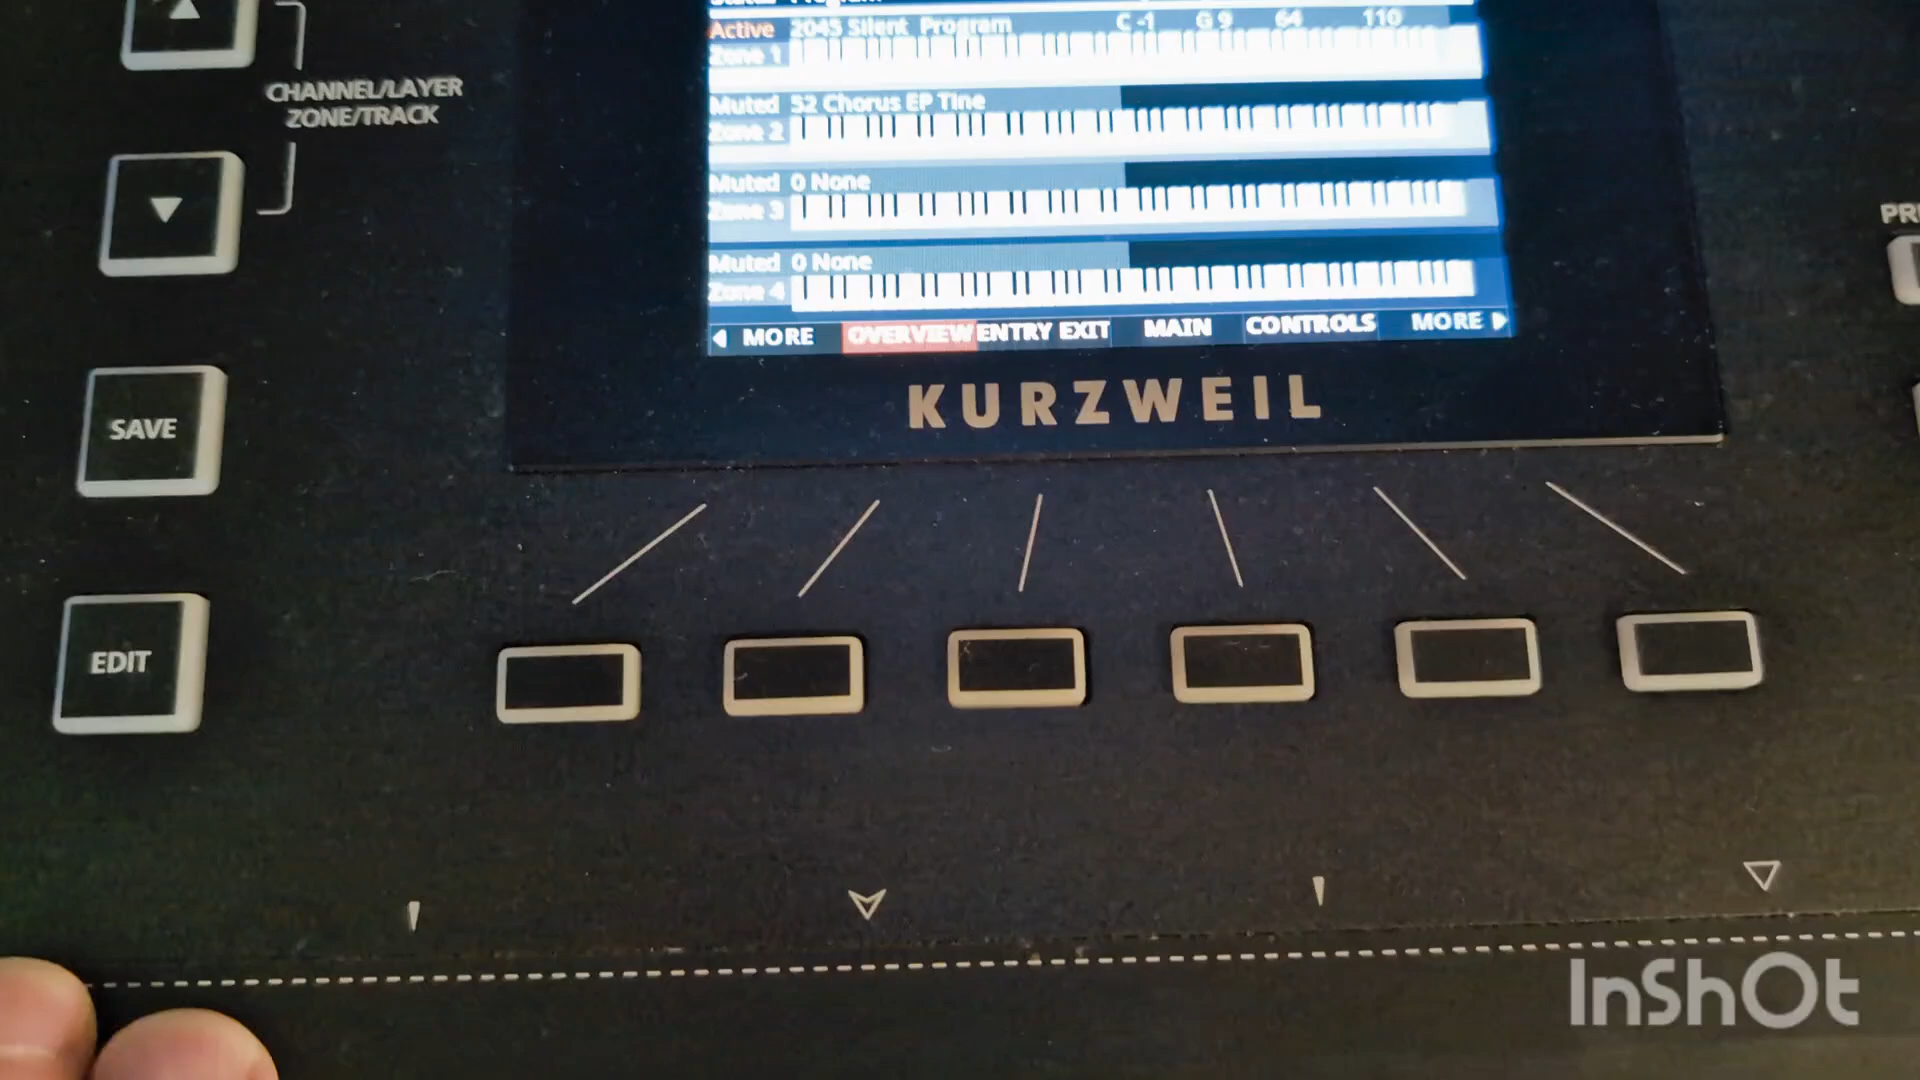 Active 2045 Silent Program C -1 G 9 64 110
Zone 1
Muted 52 Chorus EP Tine
Zone 2
Muted 0 None
Zone 3
Muted 0 None
Zone 4
MORE OVERVIEW ENTRY EXIT MAIN CONTROLS MORE
KURZWEIL
CHANNEL/LAYER
ZONE/TRACK
SAVE
EDIT
InShOt